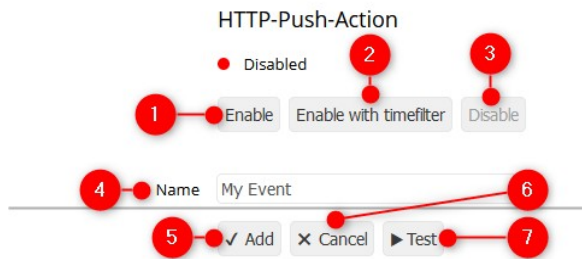 HTTP-Push-Action
Disabled
2
3
1
Enable
Enable with timefilter
Disable
4
Name
My Event
6
5
✓ Add
✕ Cancel
▶ Test
7